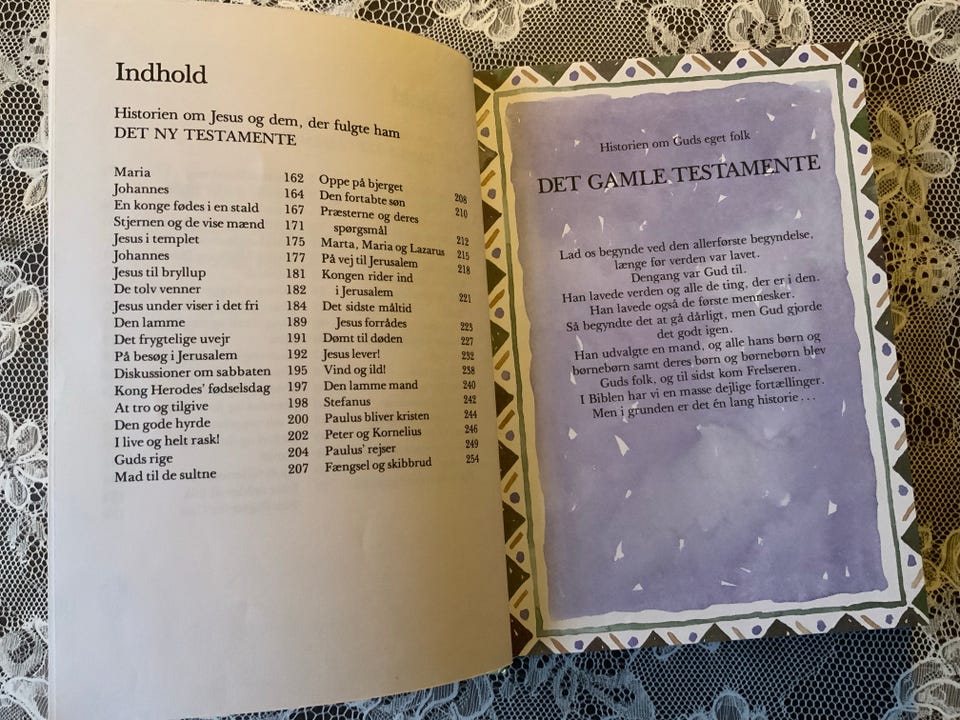 Indhold
Historien om Jesus og dem, der fulgte ham
DET NY TESTAMENTE
Maria 162
Johannes 164
En konge fødes i en stald 167
Stjernen og de vise mænd 171
Jesus i templet 175
Johannes 177
Jesus til bryllup 181
De tolv venner 182
Jesus under viser i det fri 184
Den lamme 189
Det frygtelige uvejr 191
På besøg i Jerusalem 192
Diskussioner om sabbaten 195
Kong Herodes’ fødselsdag 197
At tro og tilgive 198
Den gode hyrde 200
I live og helt rask! 202
Guds rige 204
Mad til de sultne 207
Oppe på bjerget 208
Den fortabte søn 210
Præsterne og deres
spørgsmål 212
Marta, Maria og Lazarus 215
På vej til Jerusalem 218
Kongen rider ind
i Jerusalem 221
Det sidste måltid
Jesus forrådes 223
Dømt til døden 227
Jesus lever! 232
Vind og ild! 238
Den lamme mand 240
Stefanus 242
Paulus bliver kristen 244
Peter og Kornelius 246
Paulus’ rejser 249
Fængsel og skibbrud 254
Historien om Guds eget folk
DET GAMLE TESTAMENTE
Lad os begynde ved den allerførste begyndelse,
længe før verden var lavet.
Dengang var Gud til.
Han lavede verden og alle de ting, der er i den.
Han lavede også de første mennesker.
Så begyndte det at gå dårligt, men Gud gjorde
det godt igen.
Han udvalgte en mand, og alle hans børn og
børnebørn samt deres børn og børnebørn blev
Guds folk, og til sidst kom Frelseren.
I Biblen har vi en masse dejlige fortællinger.
Men i grunden er det én lang historie . . .